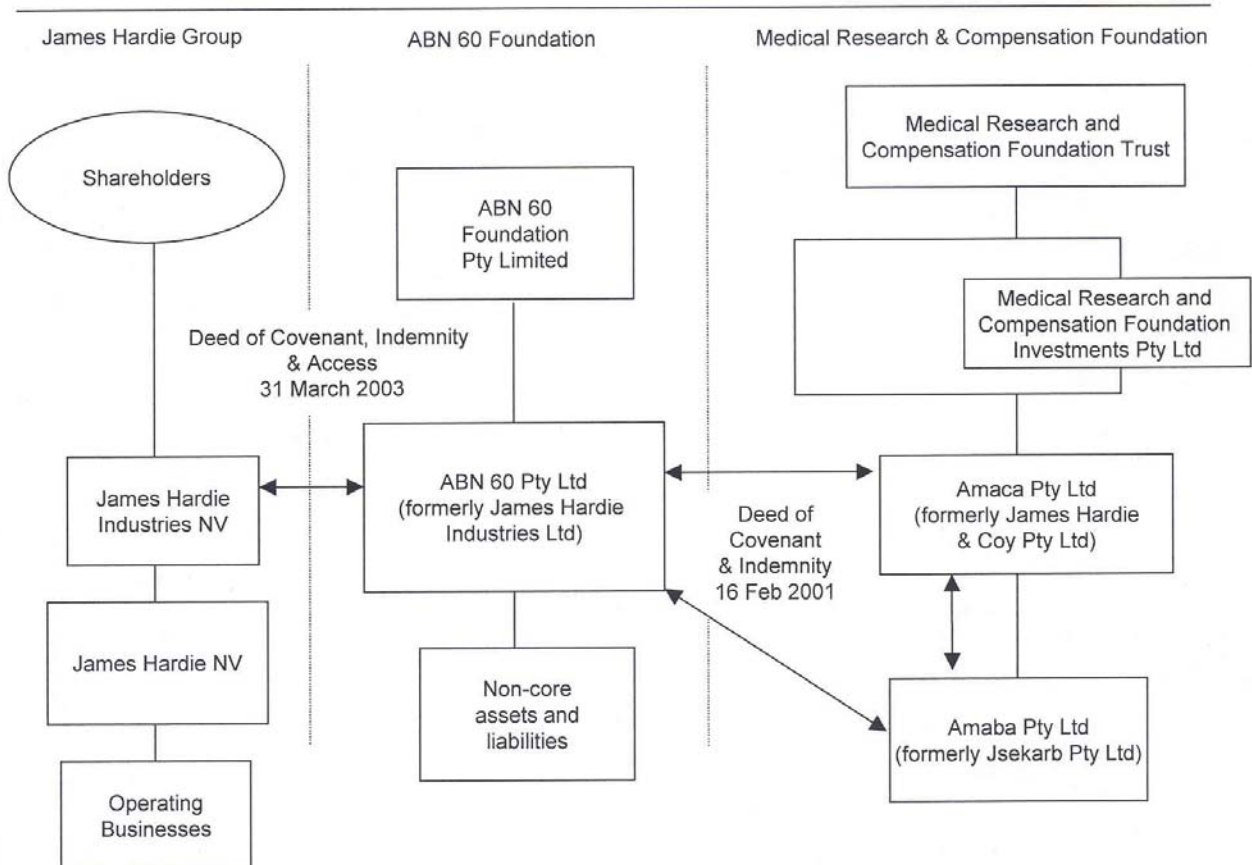 James Hardie Group
ABN 60 Foundation
Medical Research & Compensation Foundation
Shareholders
James Hardie
Industries NV
James Hardie NV
Operating
Businesses
Deed of Covenant, Indemnity
& Access
31 March 2003
ABN 60
Foundation
Pty Limited
ABN 60 Pty Ltd
(formerly James Hardie
Industries Ltd)
Non-core
assets and
liabilities
Deed of
Covenant
& Indemnity
16 Feb 2001
Medical Research and
Compensation Foundation Trust
Medical Research and
Compensation Foundation
Investments Pty Ltd
Amaca Pty Ltd
(formerly James Hardie
& Coy Pty Ltd)
Amaba Pty Ltd
(formerly Jsekarb Pty Ltd)